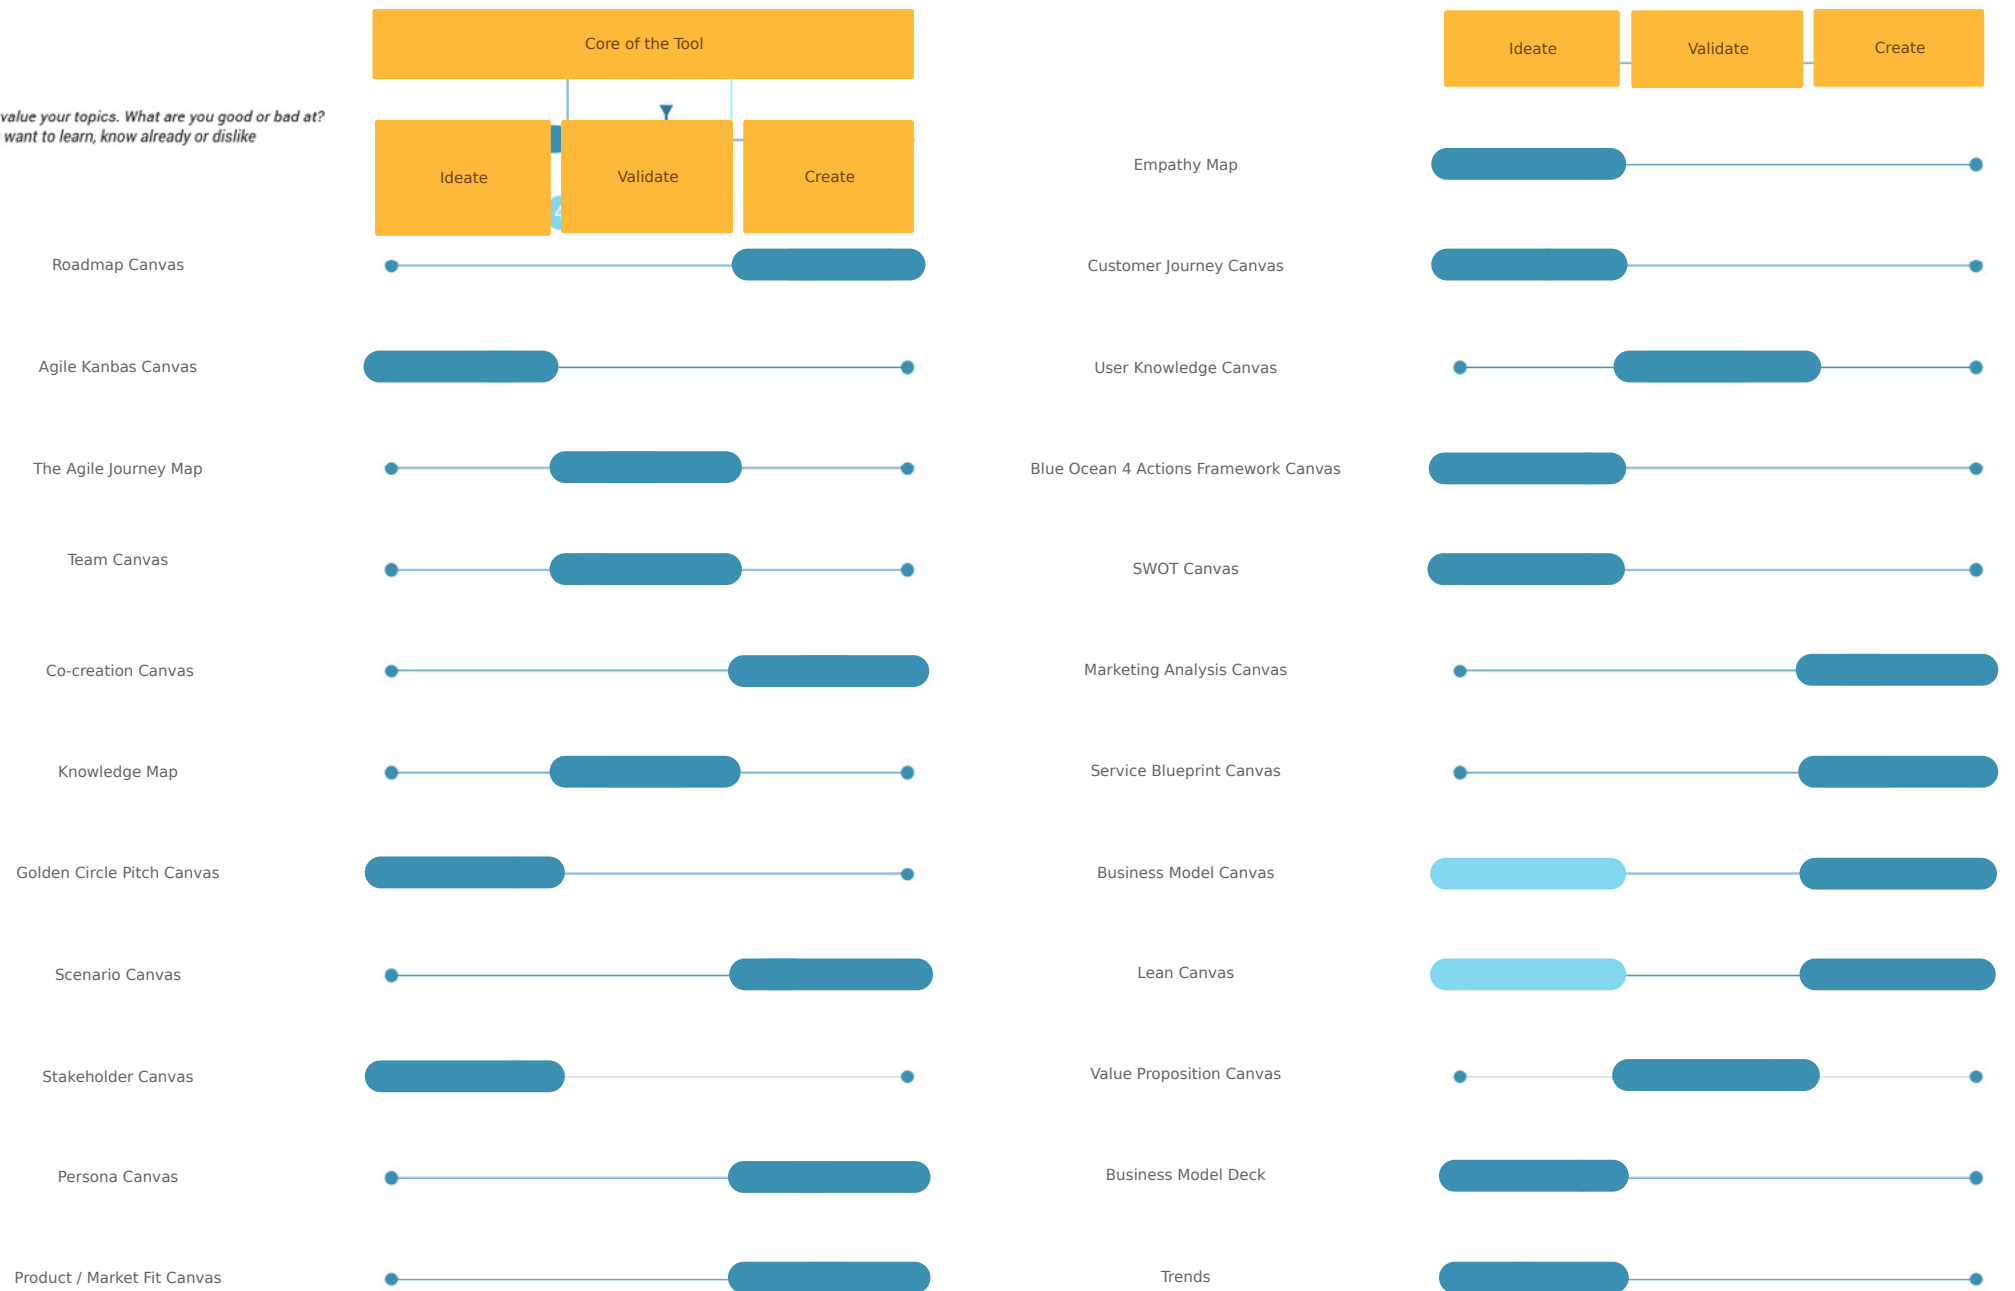 Core of the Tool
value your topics. What are you good or bad at?
want to learn, know already or dislike
Ideate
Validate
Create
Roadmap Canvas
Agile Kanbas Canvas
The Agile Journey Map
Team Canvas
Co-creation Canvas
Knowledge Map
Golden Circle Pitch Canvas
Scenario Canvas
Stakeholder Canvas
Persona Canvas
Product / Market Fit Canvas
Ideate
Validate
Create
Empathy Map
Customer Journey Canvas
User Knowledge Canvas
Blue Ocean 4 Actions Framework Canvas
SWOT Canvas
Marketing Analysis Canvas
Service Blueprint Canvas
Business Model Canvas
Lean Canvas
Value Proposition Canvas
Business Model Deck
Trends